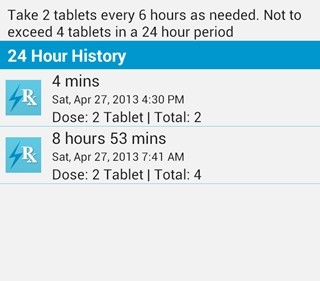 Take 2 tablets every 6 hours as needed. Not to
exceed 4 tablets in a 24 hour period
24 Hour History
Rx
4 mins
Sat, Apr 27, 2013 4:30 PM
Dose: 2 Tablet | Total: 2
Rx
8 hours 53 mins
Sat, Apr 27, 2013 7:41 AM
Dose: 2 Tablet | Total: 4